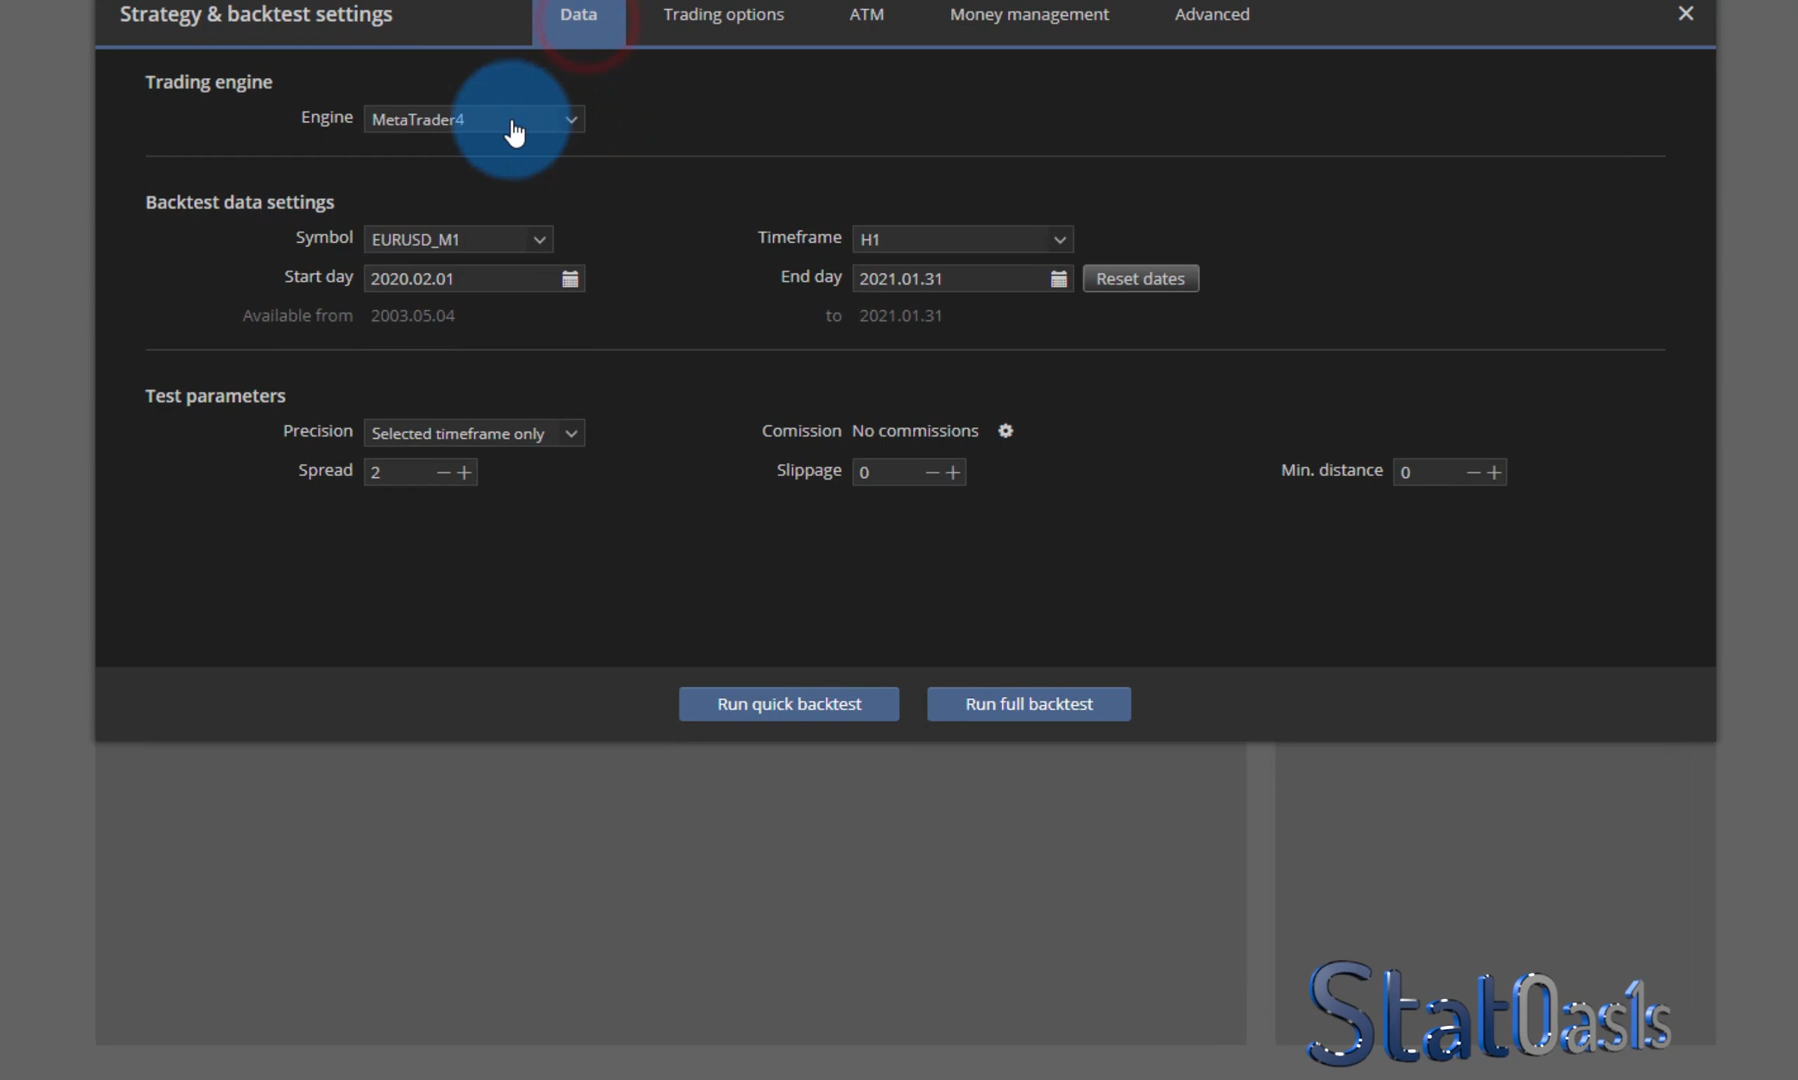 Strategy & backtest settings Data Trading options ATM Money management Advanced
Trading engine
Engine MetaTrader4
Backtest data settings
Symbol EURUSD_M1 Timeframe H1
Start day 2020.02.01 End day 2021.01.31 Reset dates
Available from 2003.05.04 to 2021.01.31
Test parameters
Precision Selected timeframe only Comission No commissions
Spread 2 Slippage 0 Min. distance 0
Run quick backtest Run full backtest
StatOas1s